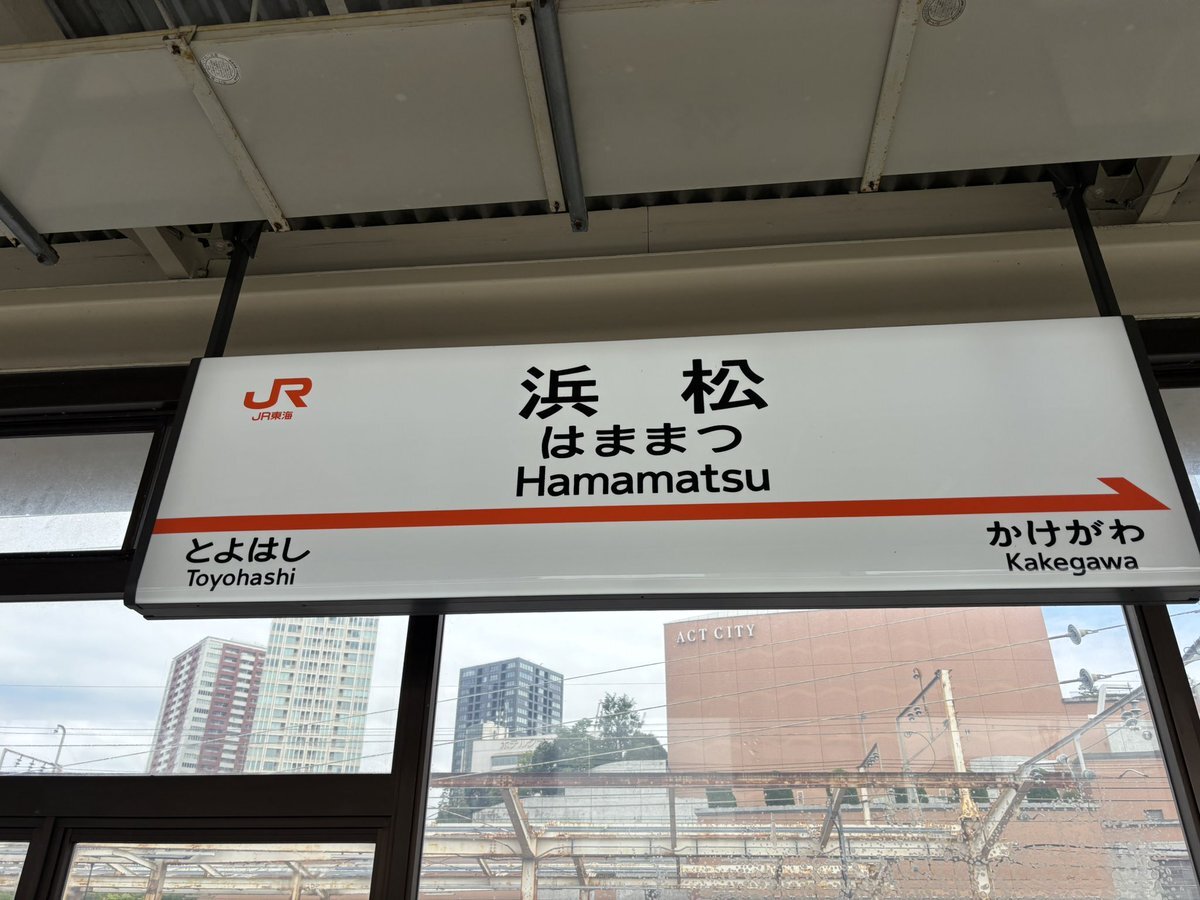 JR
JR東海
浜松
はままつ
Hamamatsu
とよはし
Toyohashi
かけがわ
Kakegawa
ACT CITY